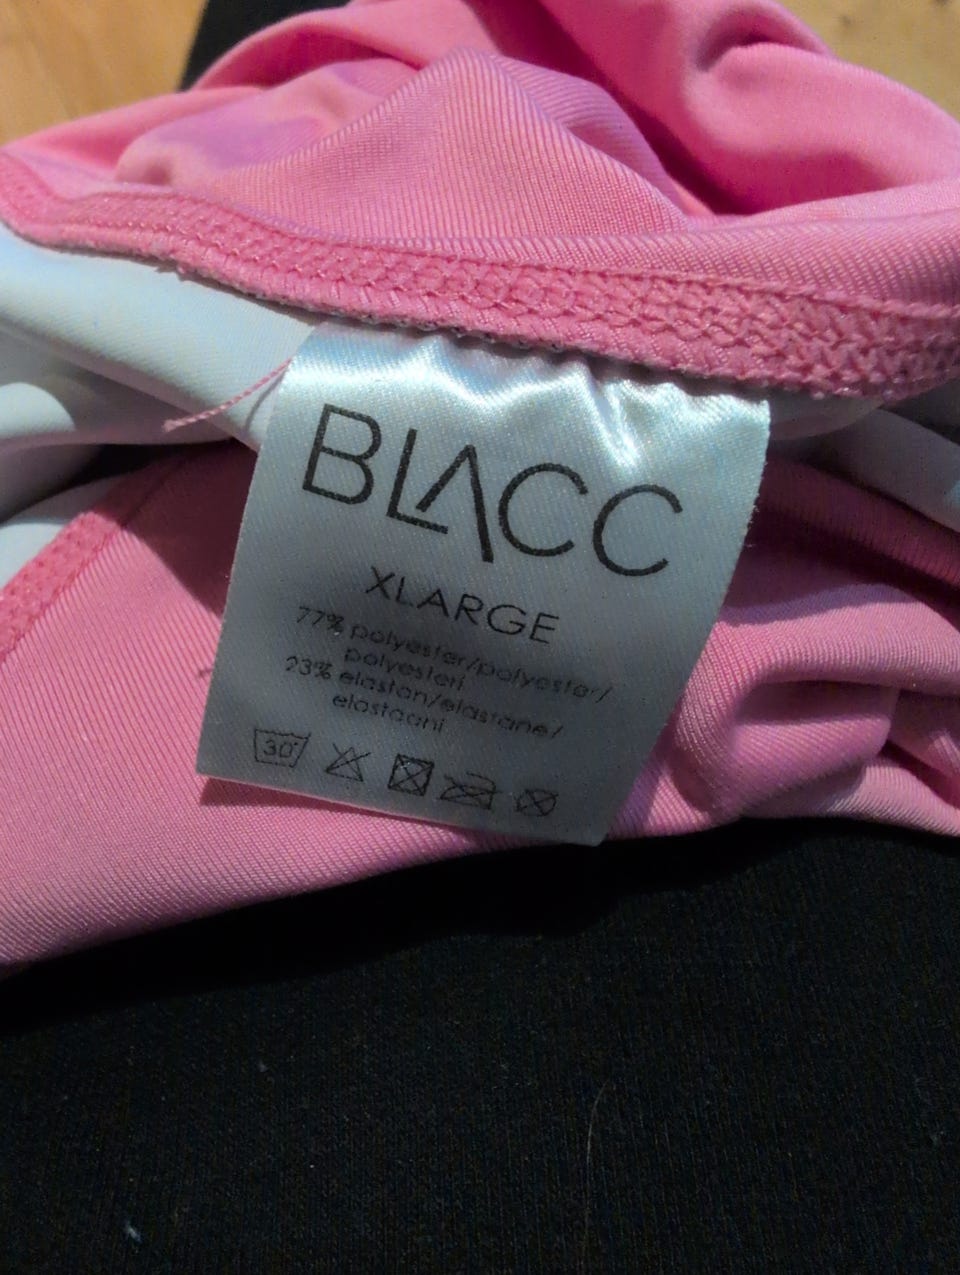 BLACC
XLARGE
77% polyester/polyester/
polyesteri
23% elastan/elastane/
elastaani
30°